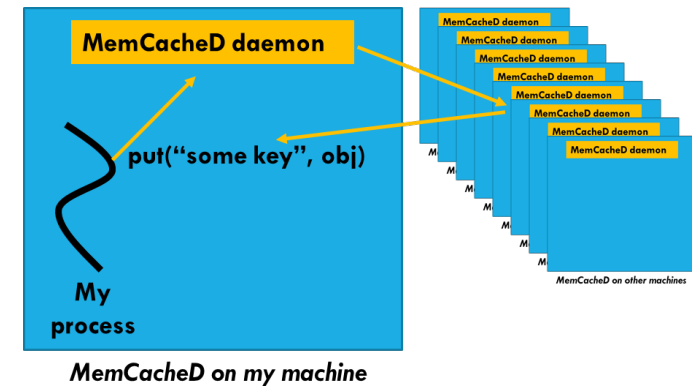 MemCacheD daemon
put(“some key”, obj)
My
process
MemCacheD on my machine
MemCacheD daemon
MemCacheD daemon
MemCacheD daemon
MemCacheD daemon
MemCacheD daemon
MemCacheD daemon
MemCacheD daemon
MemCacheD daemon
MemCacheD on other machines